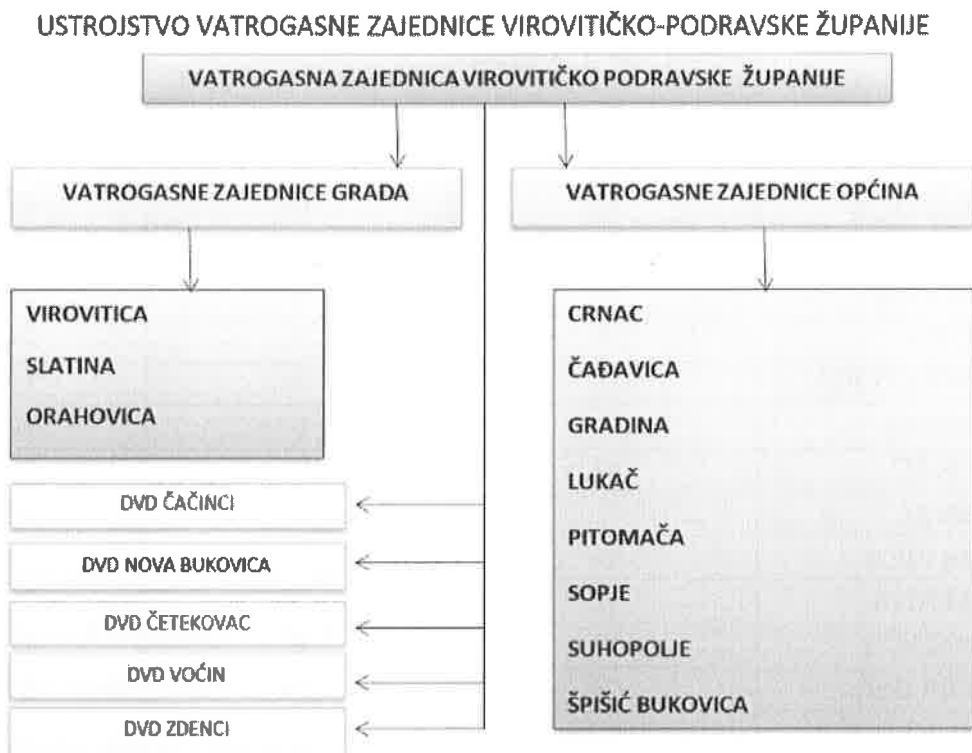 USTROJSTVO VATROGASNE ZAJEDNICE VIROVITIČKO-PODRAVSKE ŽUPANIJE
VATROGASNA ZAJEDNICA VIROVITIČKO PODRAVSKE ŽUPANIJE
VATROGASNE ZAJEDNICE GRADA
VIROVITICA
SLATINA
ORAHOVICA
DVD ČAČINCI
DVD NOVA BUKOVICA
DVD ČETEKOVAC
DVD VOĆIN
DVD ZDENCI
VATROGASNE ZAJEDNICE OPĆINA
CRNAC
ČAĐAVICA
GRADINA
LUKAČ
PITOMAČA
SOPJE
SUHOPOLJE
ŠPIŠIĆ BUKOVICA